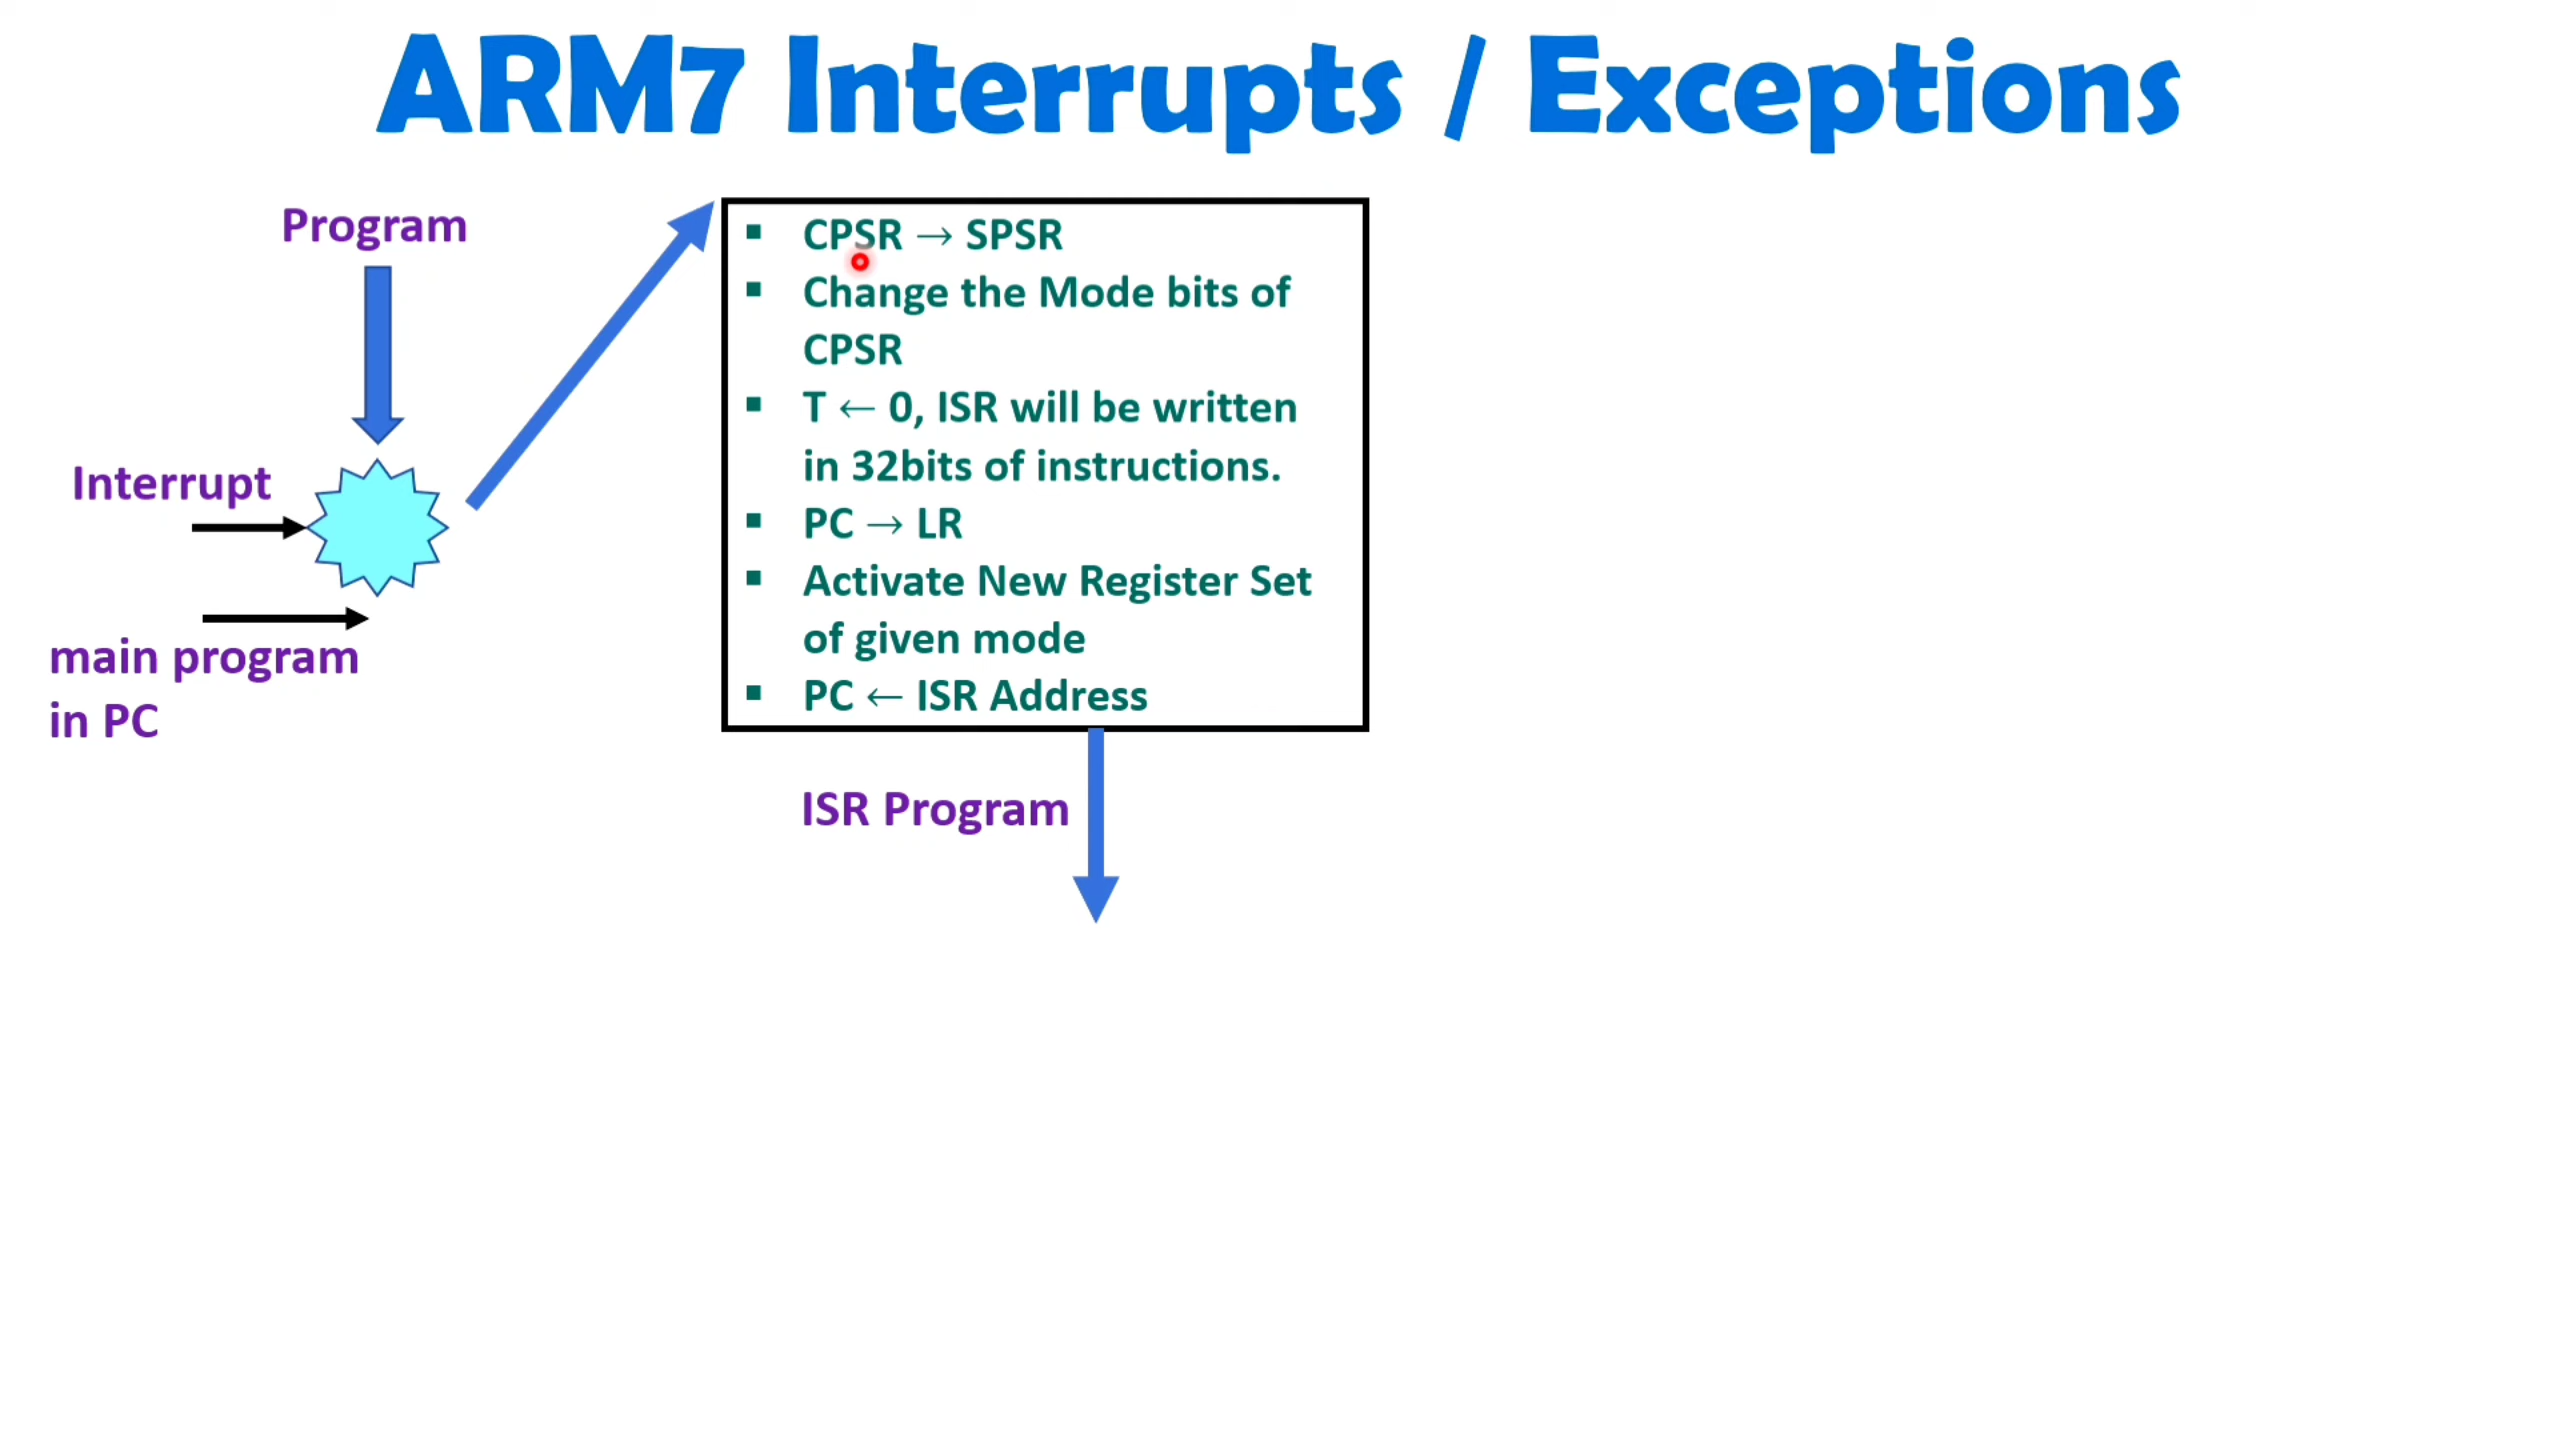 ARM7 Interrupts / Exceptions
Program
Interrupt
main program
in PC
▪ CPSR → SPSR
▪ Change the Mode bits of
CPSR
▪ T ← 0, ISR will be written
in 32bits of instructions.
▪ PC → LR
▪ Activate New Register Set
of given mode
▪ PC ← ISR Address
ISR Program